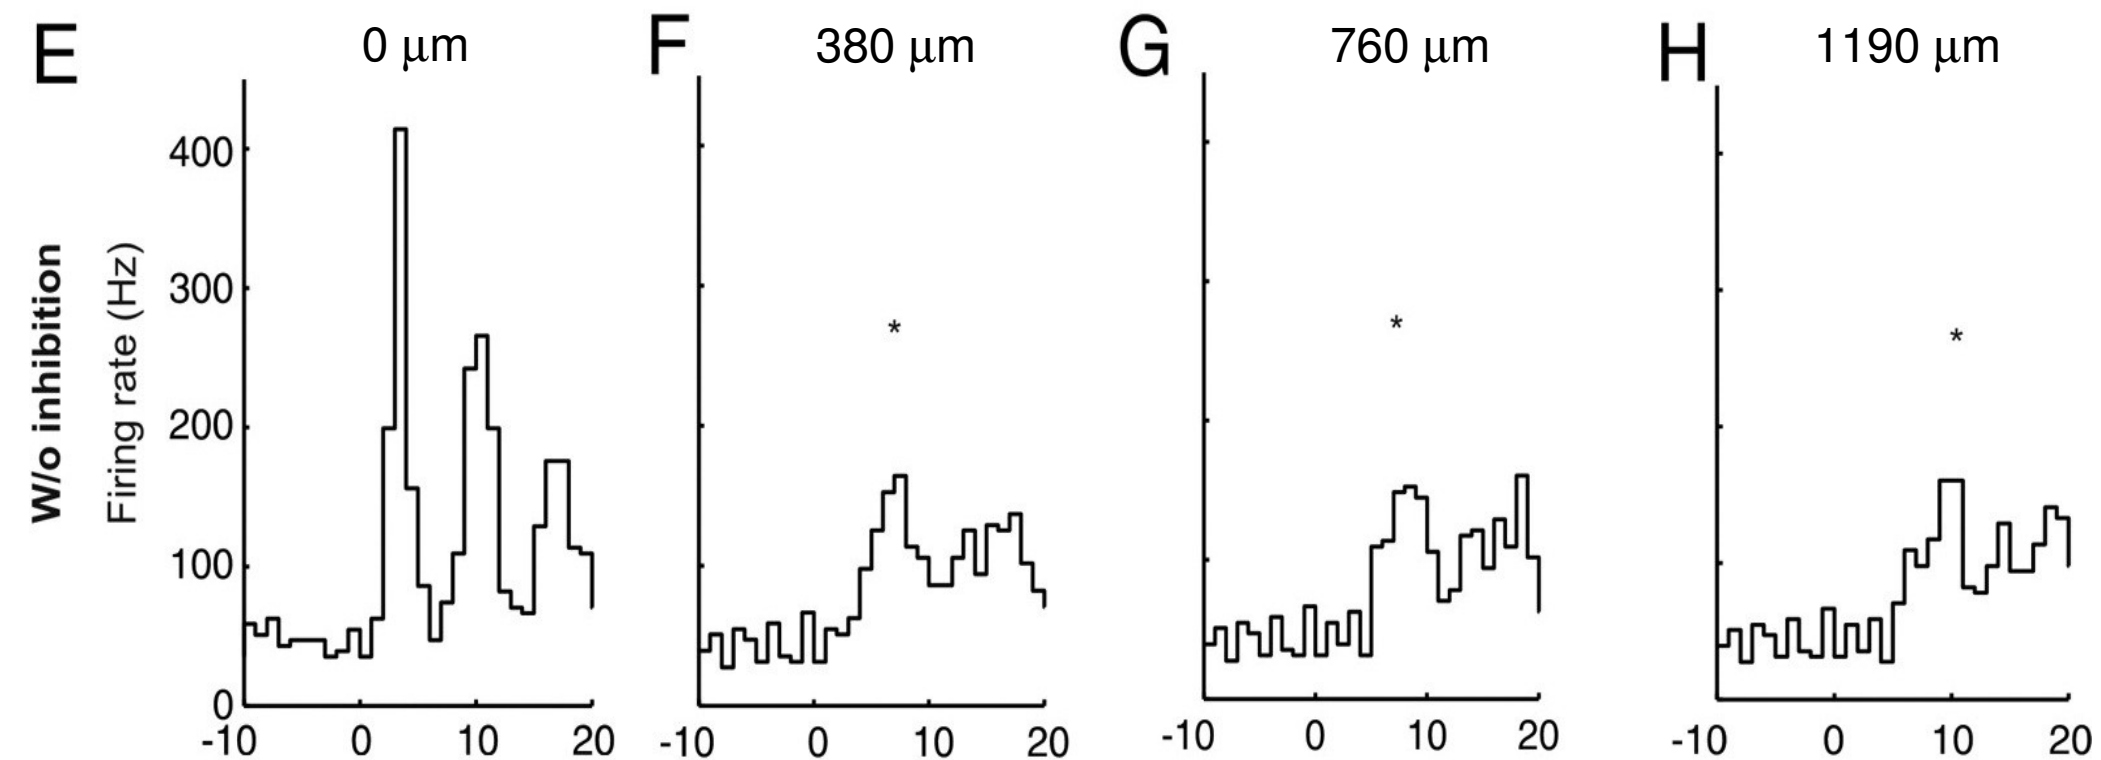 E 0 μm F 380 μm G 760 μm H 1190 μm
W/o inhibition
Firing rate (Hz)
400
300
* * *
200
100
0
-10 0 10 20 -10 0 10 20 -10 0 10 20 -10 0 10 20